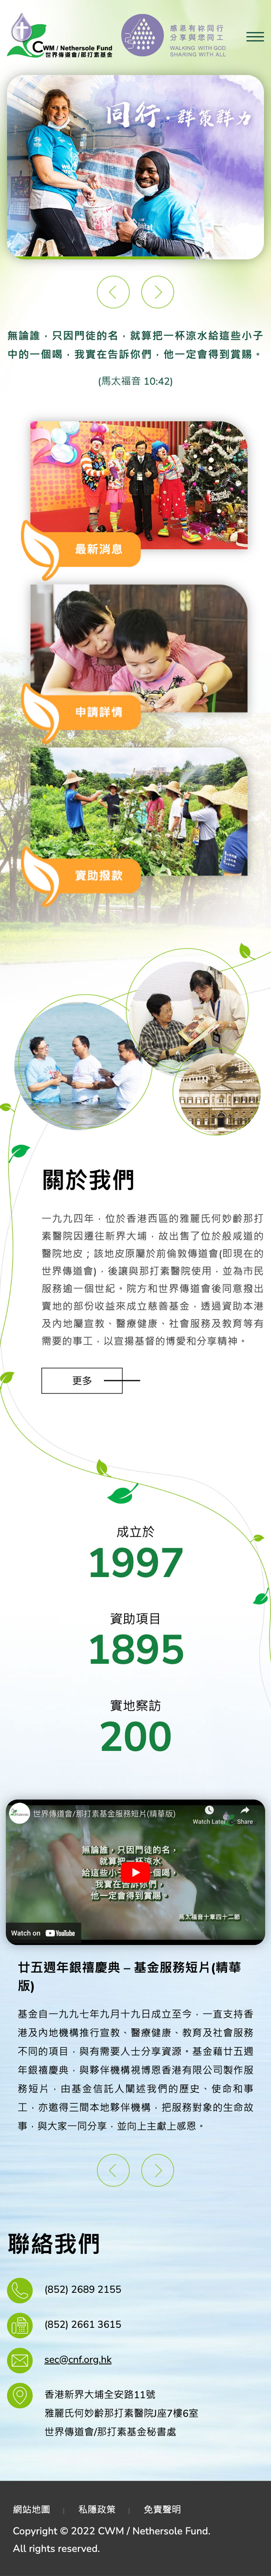 CWM / Nethersole Fund
世界傳道會/那打素基金
感恩有祢同行
分享與您同工
WALKING WITH GOD
SHARING WITH ALL
同行·群策群力
無論誰，只因門徒的名，就算把一杯涼水給這些小子
中的一個喝，我實在告訴你們，他一定會得到賞賜。
(馬太福音 10:42)
最新消息
申請詳情
資助撥款
關於我們
一九九四年，位於香港西區的雅麗氏何妙齡那打
素醫院因遷往新界大埔，故出售了位於般咸道的
醫院地皮；該地皮原屬於前倫敦傳道會(即現在的
世界傳道會)，後讓與那打素醫院使用，並為市民
服務逾一個世紀。院方和世界傳道會後同意撥出
賣地的部份收益來成立慈善基金，透過資助本港
及內地屬宣教、醫療健康、社會服務及教育等有
需要的事工，以宣揚基督的博愛和分享精神。
更多
成立於
1997
資助項目
1895
實地察訪
200
世界傳道會/那打素基金服務短片(精華版)
Watch Later
Share
無論誰，因門徒的名，
就算把一杯涼水
給這些小子中的一個喝，
我實在告訴你們，
他一定會得到賞賜。
馬太福音十章四十二節
Watch on YouTube
廿五週年銀禧慶典 – 基金服務短片(精華
版)
基金自一九九七年九月十九日成立至今，一直支持香
港及內地機構推行宣教、醫療健康、教育及社會服務
不同的項目，與有需要人士分享資源。基金藉廿五週
年銀禧慶典，與夥伴機構視博恩香港有限公司製作服
務短片，由基金信託人闡述我們的歷史、使命和事
工，亦邀得三間本地夥伴機構，把服務對象的生命故
事，與大家一同分享，並向上主獻上感恩。
聯絡我們
(852) 2689 2155
(852) 2661 3615
sec@cnf.org.hk
香港新界大埔全安路11號
雅麗氏何妙齡那打素醫院J座7樓6室
世界傳道會/那打素基金秘書處
網站地圖 | 私隱政策 | 免責聲明
Copyright © 2022 CWM / Nethersole Fund.
All rights reserved.